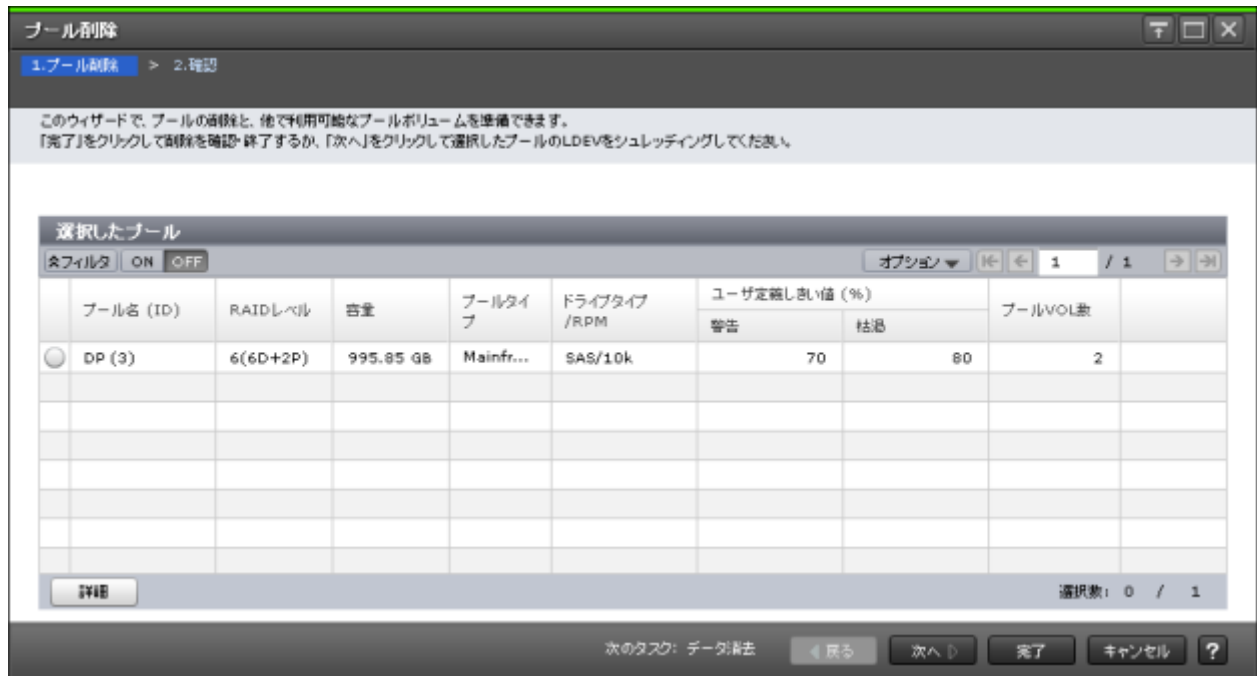 プール削除
1.プール削除 > 2.確認
このウィザードで、プールの削除と、他で利用可能なプールボリュームを準備できます。
「完了」をクリックして削除を確認・終了するか、「次へ」をクリックして選択したプールのLDEVをシュレッディングしてください。
選択したプール
フィルタ ON OFF オプション 1 / 1
プール名 (ID) RAIDレベル 容量 プールタイプ ドライブタイプ/RPM ユーザ定義しきい値 (%) 警告 枯渇 プールVOL数
DP (3) 6(6D+2P) 995.85 GB Mainfr... SAS/10k 70 80 2
詳細 選択数: 0 / 1
次のタスク: データ消去 戻る 次へ 完了 キャンセル ?